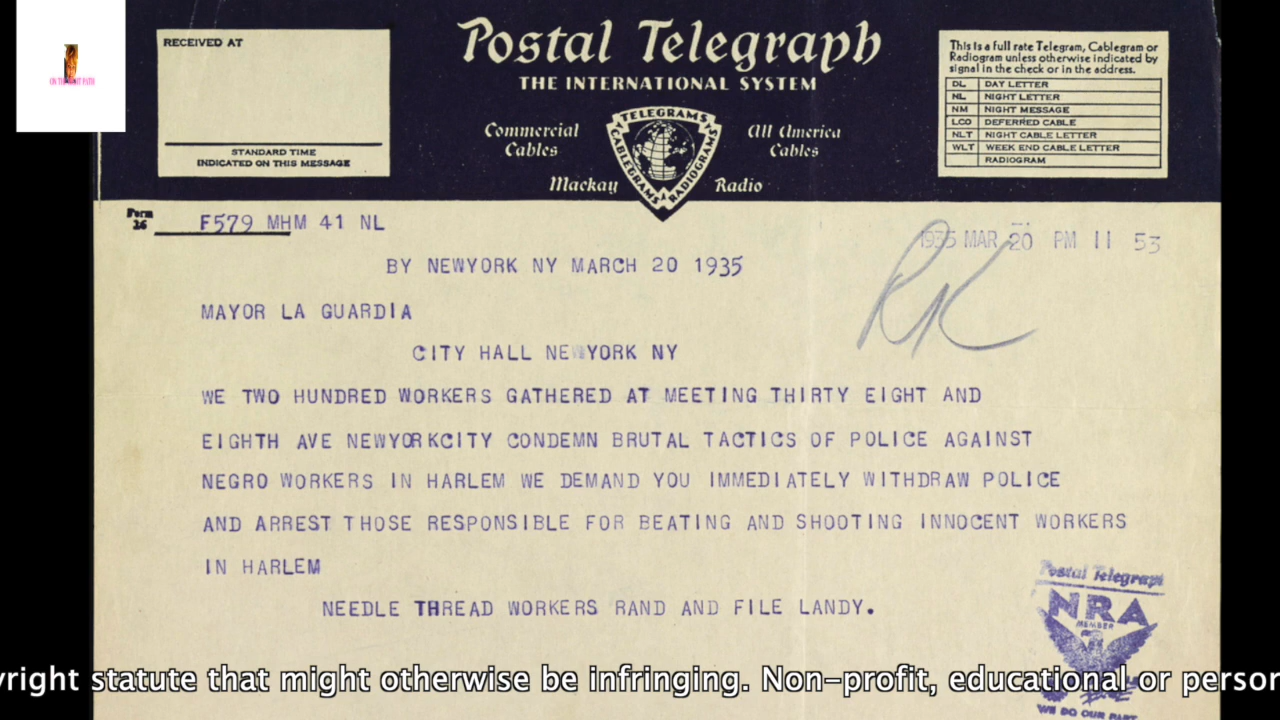 ON THE RIGHT PATH
RECEIVED AT
STANDARD TIME
INDICATED ON THIS MESSAGE
Postal Telegraph
THE INTERNATIONAL SYSTEM
Commercial
Cables
All America
Cables
Mackay
Radio
TELEGRAMS
CABLEGRAMS
RADIOGRAMS
This is a full rate Telegram, Cablegram or
Radiogram unless otherwise indicated by
signal in the check or in the address.
DL DAY LETTER
NL NIGHT LETTER
NM NIGHT MESSAGE
LCO DEFERRED CABLE
NLT NIGHT CABLE LETTER
WLT WEEK END CABLE LETTER
RADIOGRAM
Form
16
F579 MHM 41 NL
1935 MAR 20 PM 11 53
RK
BY NEWYORK NY MARCH 20 1935
MAYOR LA GUARDIA
CITY HALL NEWYORK NY
WE TWO HUNDRED WORKERS GATHERED AT MEETING THIRTY EIGHT AND
EIGHTH AVE NEWYORKCITY CONDEMN BRUTAL TACTICS OF POLICE AGAINST
NEGRO WORKERS IN HARLEM WE DEMAND YOU IMMEDIATELY WITHDRAW POLICE
AND ARREST THOSE RESPONSIBLE FOR BEATING AND SHOOTING INNOCENT WORKERS
IN HARLEM
NEEDLE THREAD WORKERS RAND AND FILE LANDY.
Postal Telegraph
NRA
MEMBER
WE DO OUR PART
yright statute that might otherwise be infringing. Non-profit, educational or person